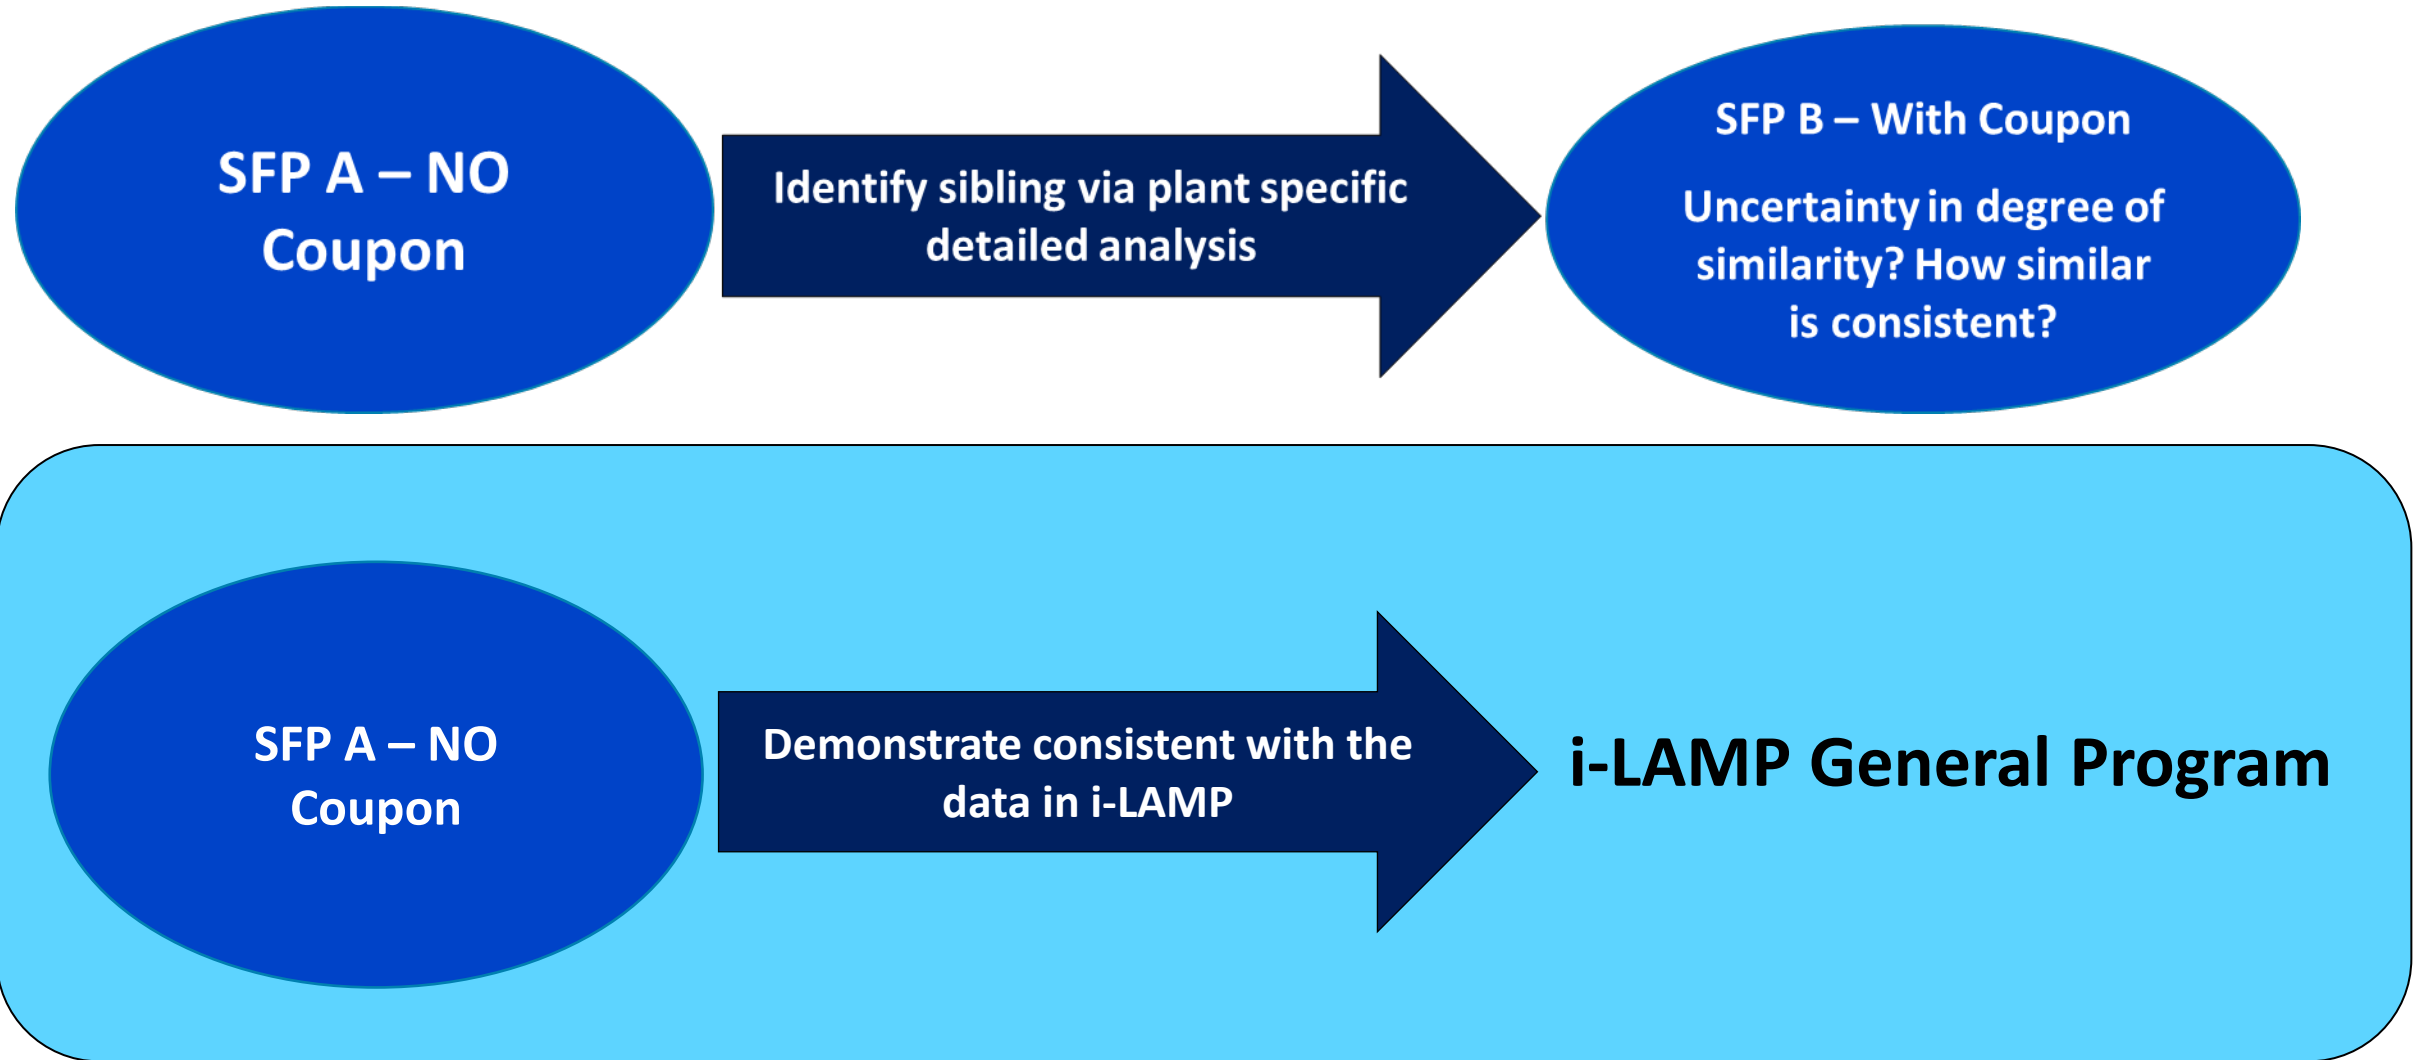 SFP A – NO
Coupon
Identify sibling via plant specific
detailed analysis
SFP B – With Coupon
Uncertainty in degree of
similarity? How similar
is consistent?
SFP A – NO
Coupon
Demonstrate consistent with the
data in i-LAMP
i-LAMP General Program